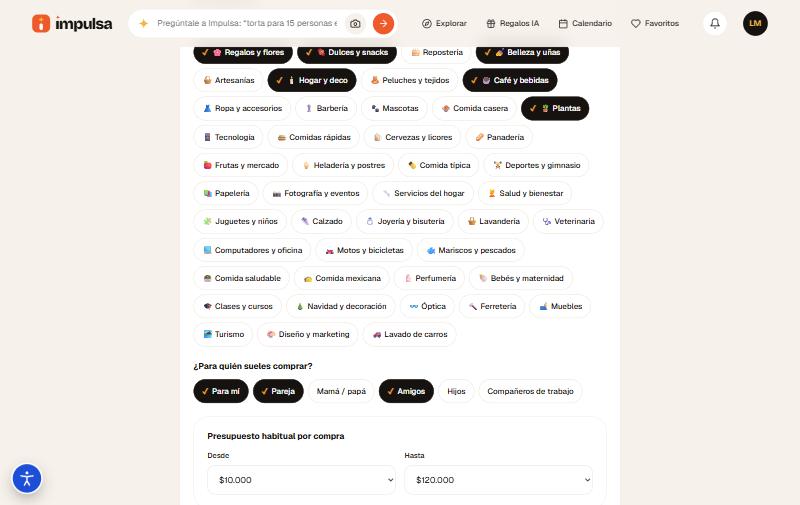 impulsa
Pregúntale a Impulsa: "torta para 15 personas e
Explorar
Regalos IA
Calendario
Favoritos
LM
Regalos y flores
Dulces y snacks
Repostería
Belleza y uñas
Artesanías
Hogar y deco
Peluches y tejidos
Café y bebidas
Ropa y accesorios
Barbería
Mascotas
Comida casera
Plantas
Tecnología
Comidas rápidas
Cervezas y licores
Panadería
Frutas y mercado
Heladería y postres
Comida típica
Deportes y gimnasio
Papelería
Fotografía y eventos
Servicios del hogar
Salud y bienestar
Juguetes y niños
Calzado
Joyería y bisutería
Lavandería
Veterinaria
Computadores y oficina
Motos y bicicletas
Mariscos y pescados
Comida saludable
Comida mexicana
Perfumería
Bebés y maternidad
Clases y cursos
Navidad y decoración
Óptica
Ferretería
Muebles
Turismo
Diseño y marketing
Lavado de carros
¿Para quién sueles comprar?
Para mí
Pareja
Mamá / papá
Amigos
Hijos
Compañeros de trabajo
Presupuesto habitual por compra
Desde
Hasta
$10.000
$120.000